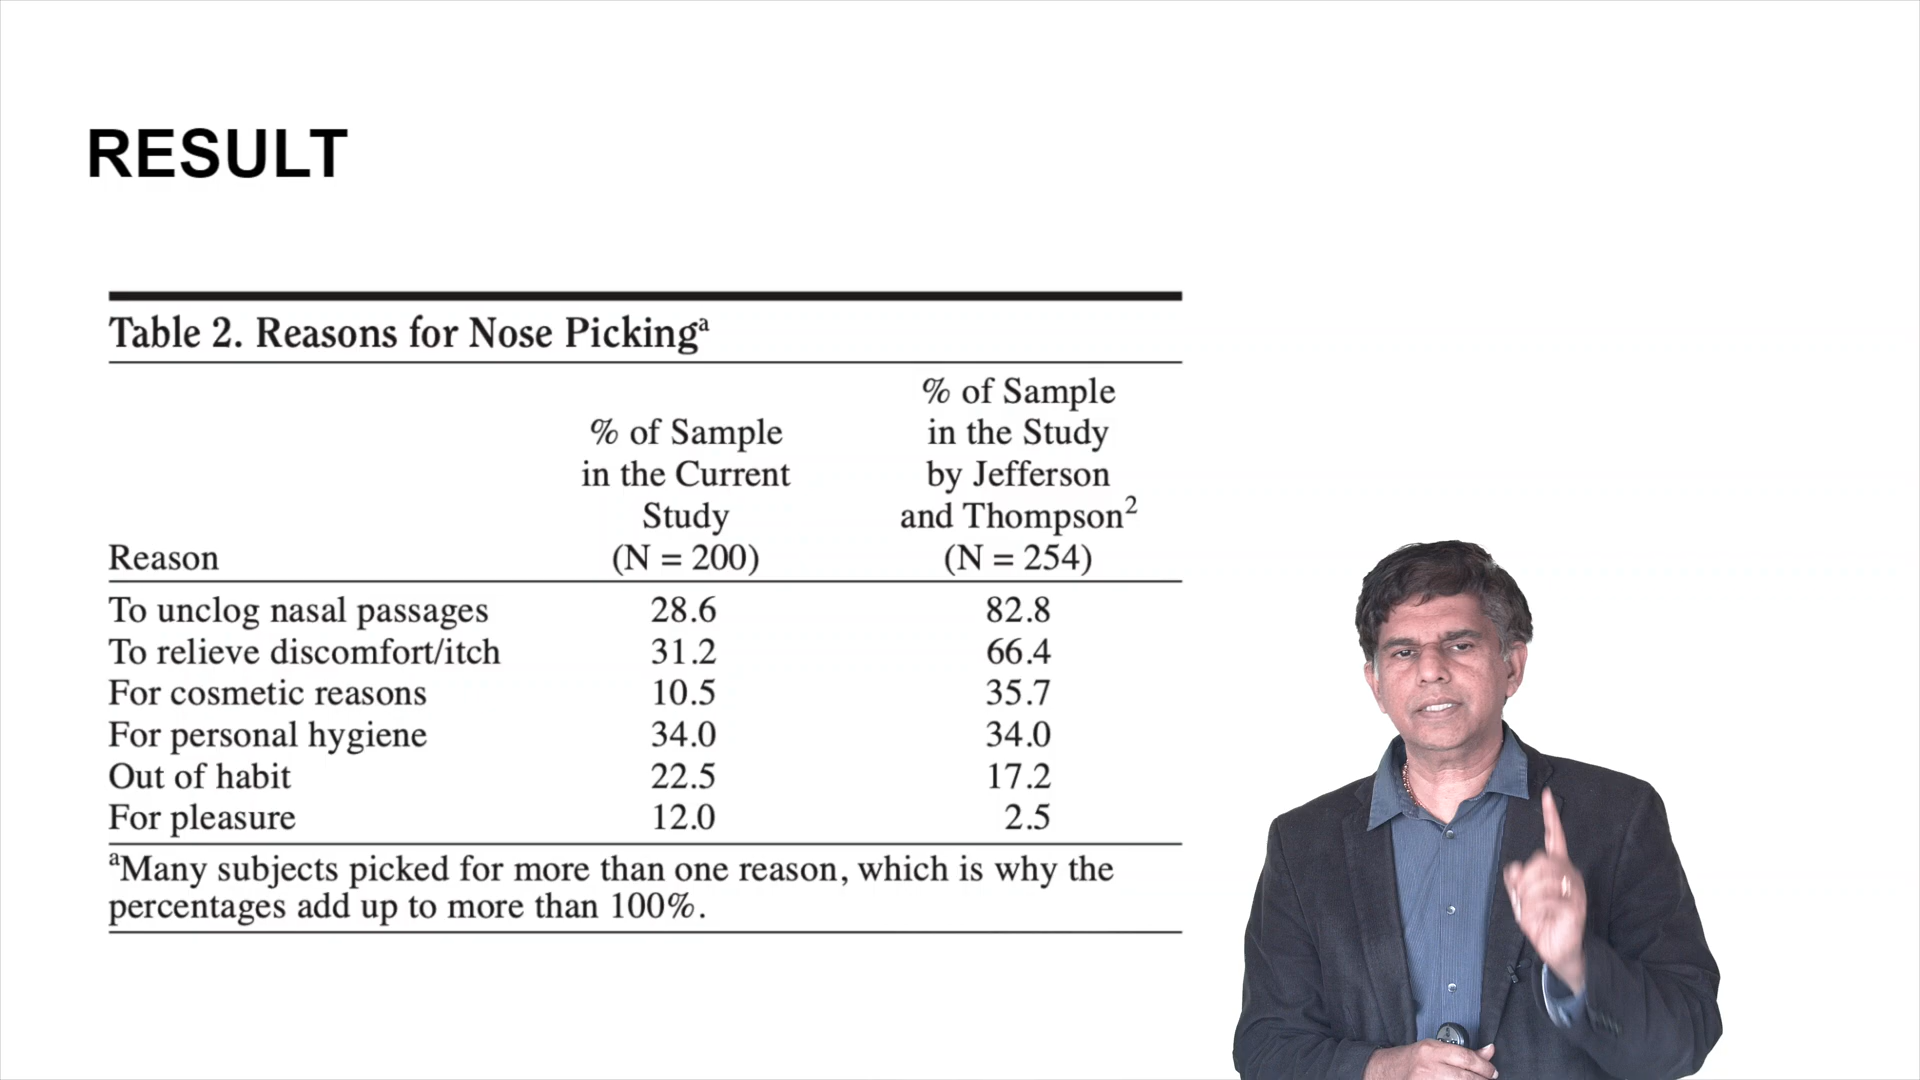 RESULT
Table 2. Reasons for Nose Pickingᵃ
% of Sample
% of Sample in the Study
in the Current by Jefferson
Study and Thompson²
Reason (N = 200) (N = 254)
To unclog nasal passages 28.6 82.8
To relieve discomfort/itch 31.2 66.4
For cosmetic reasons 10.5 35.7
For personal hygiene 34.0 34.0
Out of habit 22.5 17.2
For pleasure 12.0 2.5
ᵃMany subjects picked for more than one reason, which is why the
percentages add up to more than 100%.